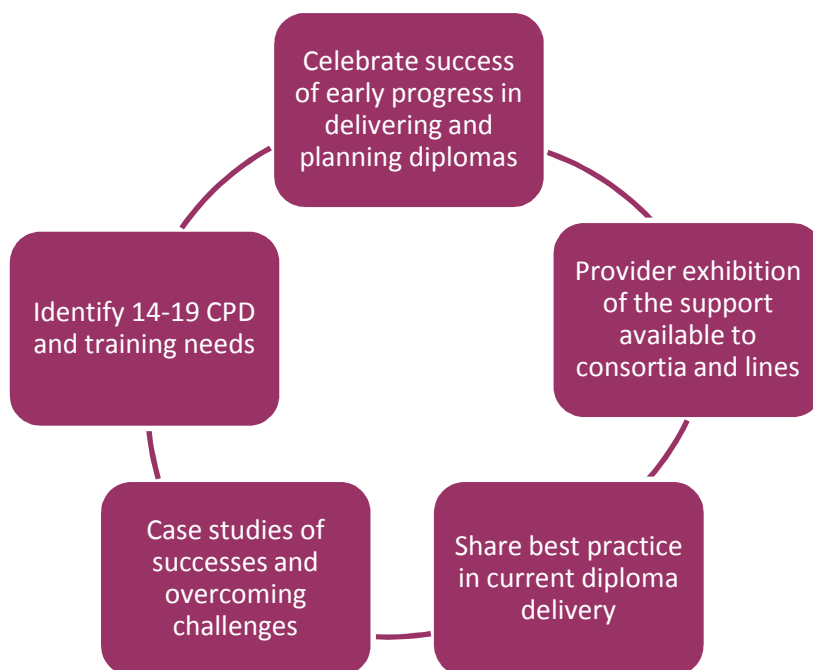 Celebrate success
of early progress in
delivering and
planning diplomas
Provider exhibition
of the support
available to
consortia and lines
Share best practice
in current diploma
delivery
Case studies of
successes and
overcoming
challenges
Identify 14-19 CPD
and training needs